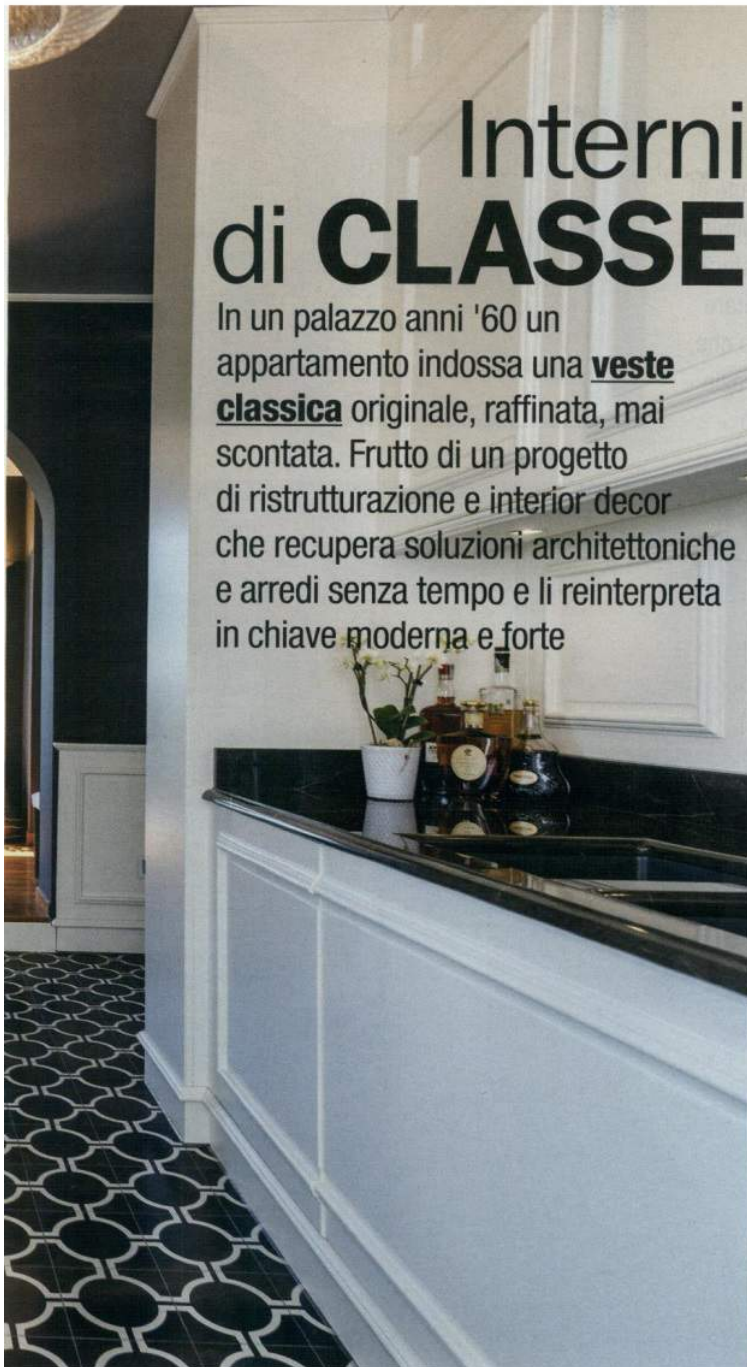 Interni
di CLASSE
In un palazzo anni '60 un
appartamento indossa una veste
classica originale, raffinata, mai
scontata. Frutto di un progetto
di ristrutturazione e interior decor
che recupera soluzioni architettoniche
e arredi senza tempo e li reinterpreta
in chiave moderna e forte